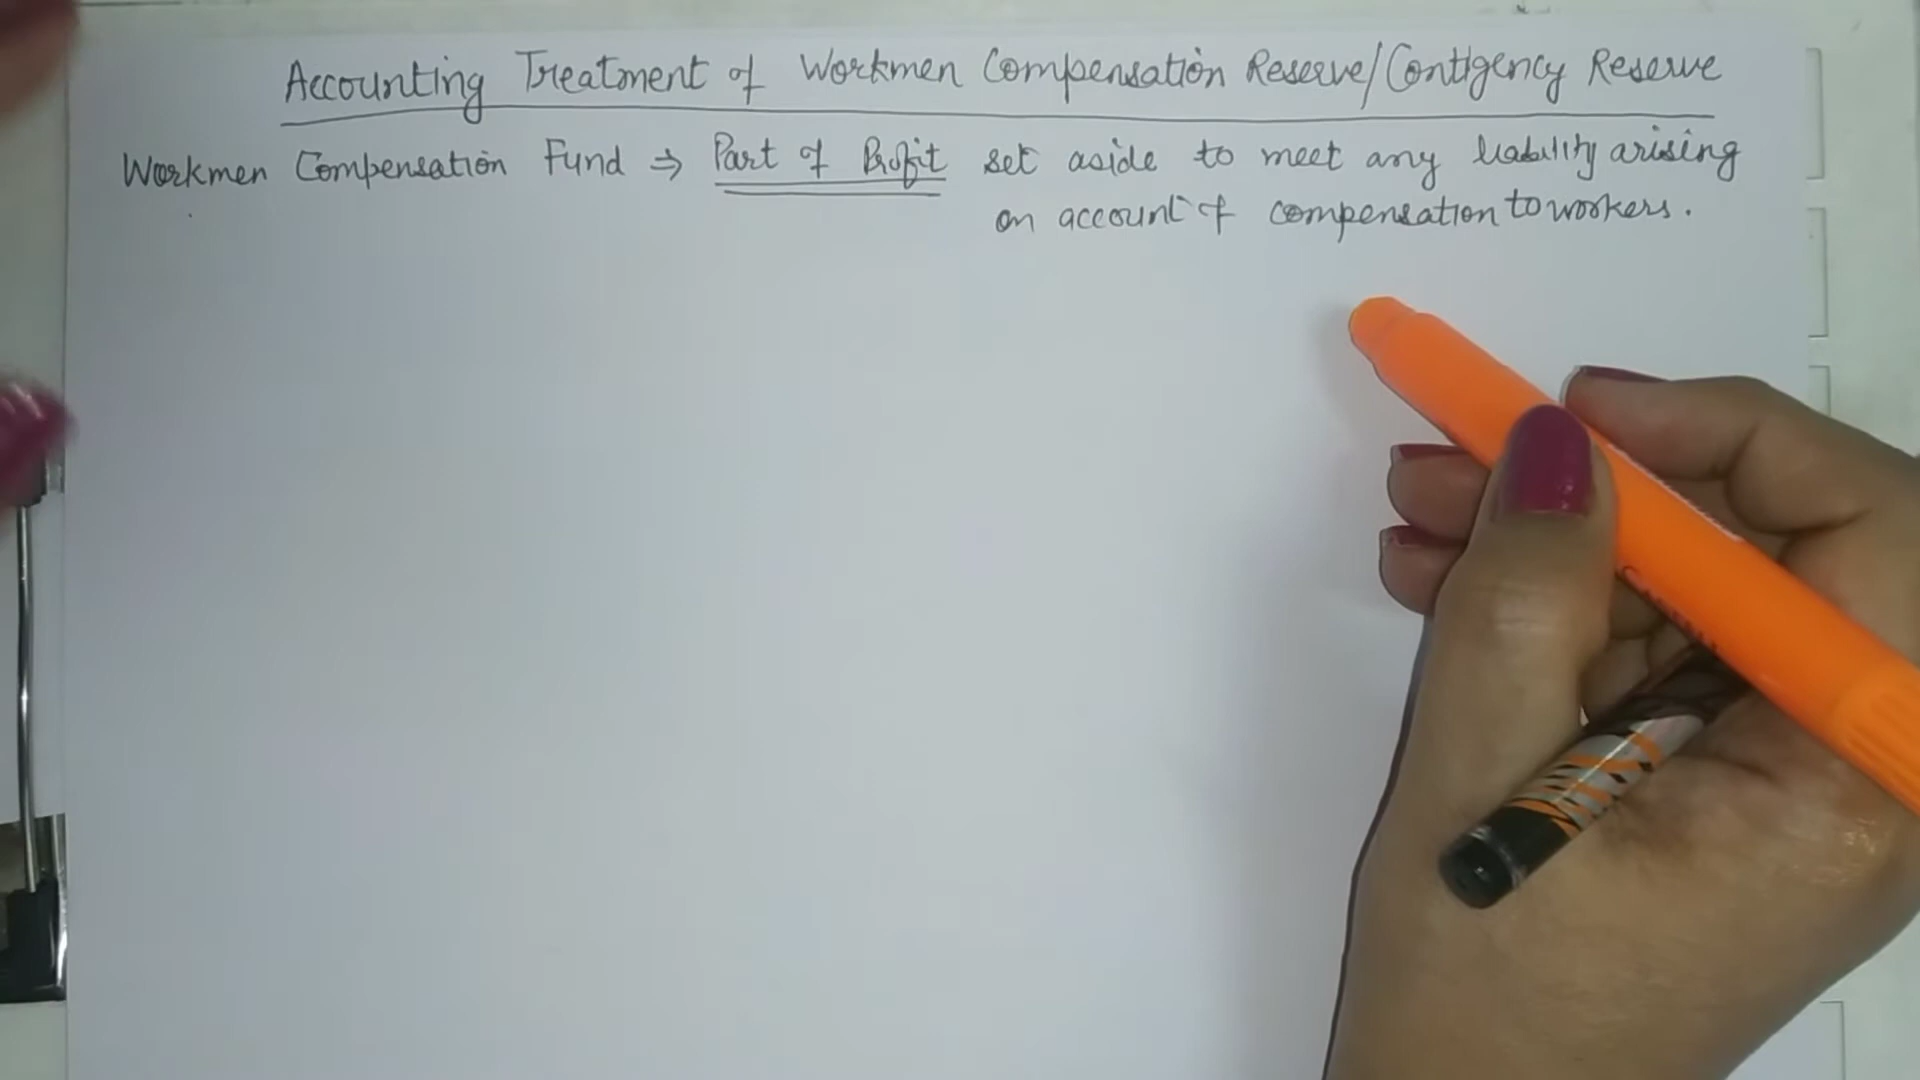 Accounting Treatment of Workmen Compensation Reserve/Contigency Reserve
Workmen Compensation Fund ⇒ Part of Profit set aside to meet any liability arising
on account of compensation to workers.